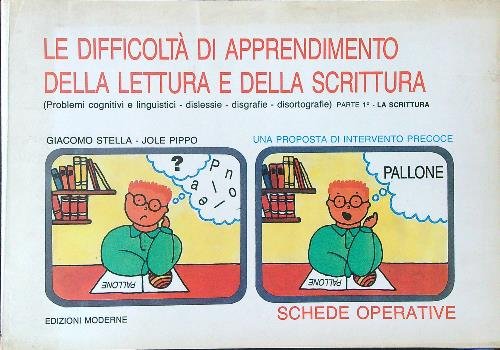 LE DIFFICOLTÀ DI APPRENDIMENTO
DELLA LETTURA E DELLA SCRITTURA
(Problemi cognitivi e linguistici - dislessie - disgrafie - disortografie) PARTE 1ª - LA SCRITTURA
GIACOMO STELLA - JOLE PIPPO
UNA PROPOSTA DI INTERVENTO PRECOCE
?
P n o l a e l o
PALLONE
PALLONE
PALLONE
SCHEDE OPERATIVE
EDIZIONI MODERNE